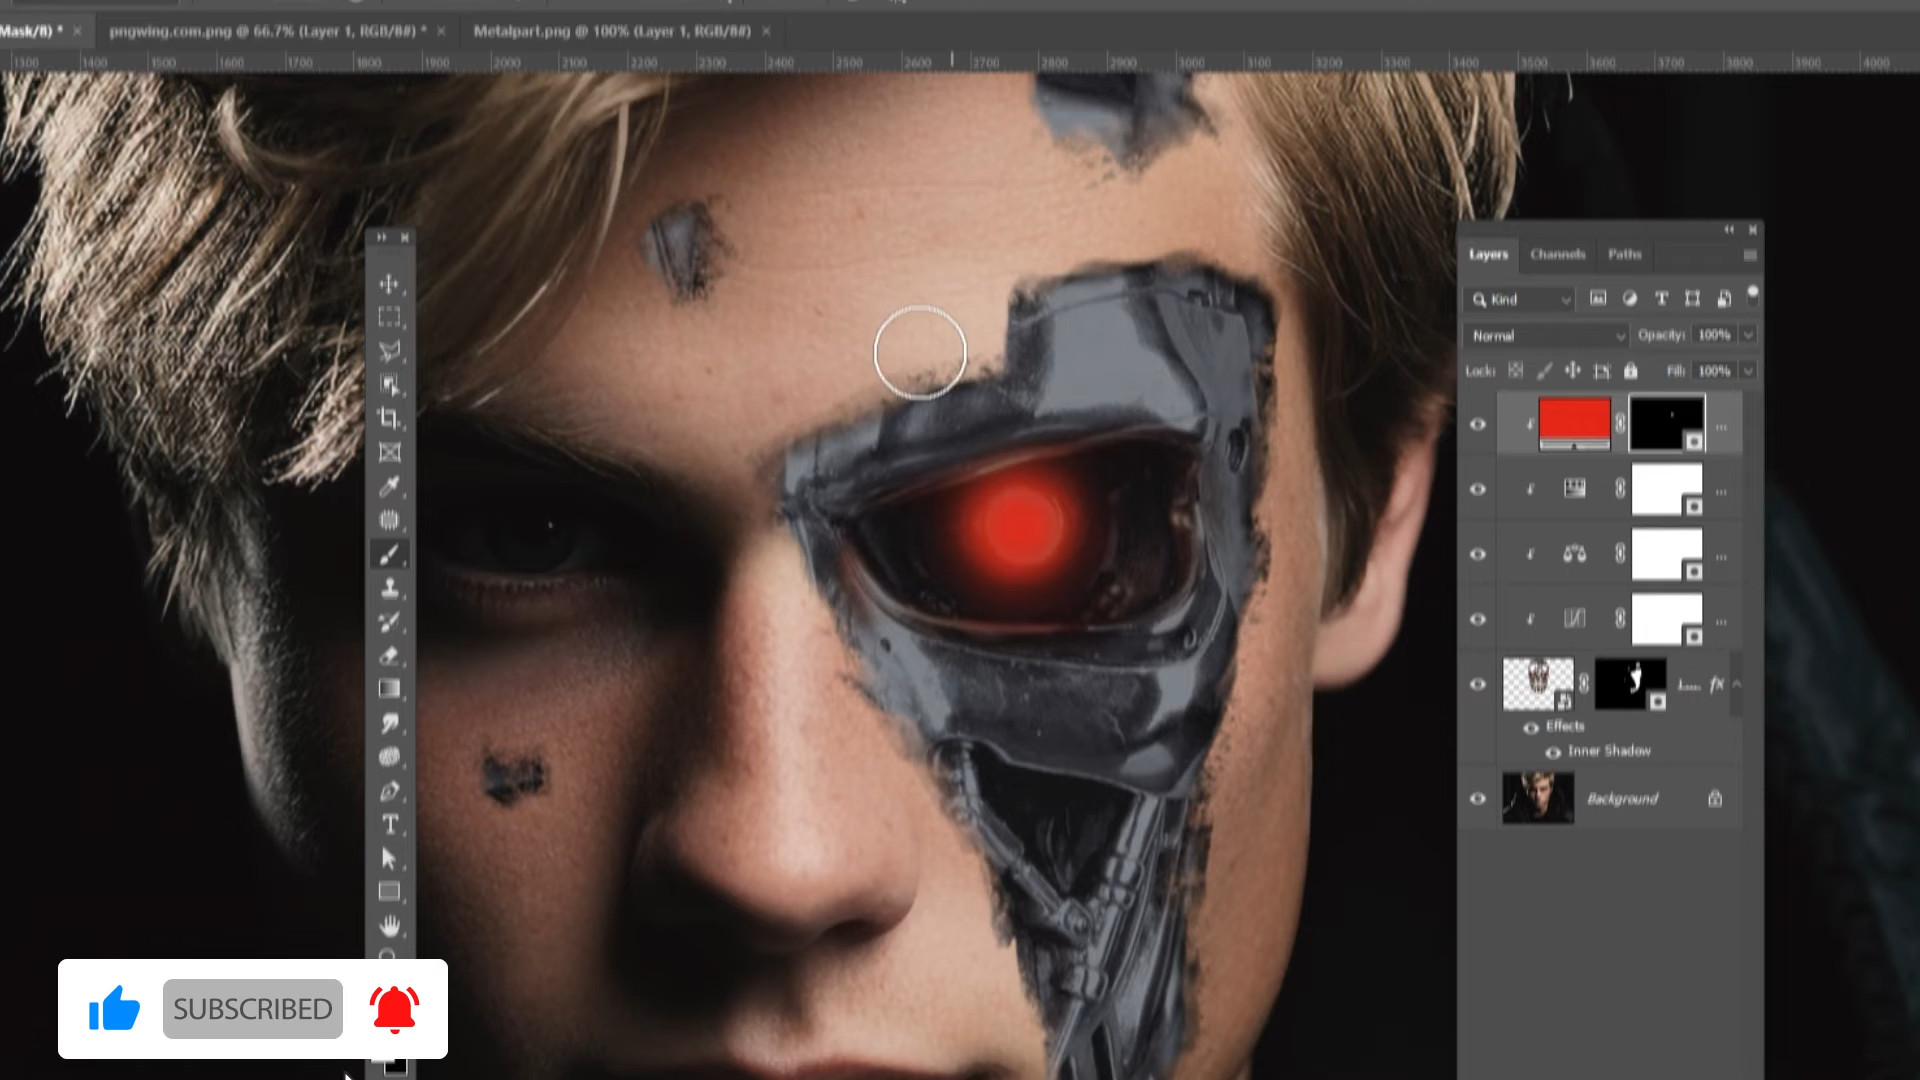 Mask/8) * × pngwing.com.png @ 66.7% (Layer 1, RGB/8#) * × Metalpart.png @ 100% (Layer 1, RGB/8#) ×
1300 1400 1500 1600 1700 1800 1900 2000 2100 2200 2300 2400 2500 2600 2700 2800 2900 3000 3100 3200 3300 3400 3500 3600 3700 3800 3900 4000
Layers Channels Paths
Kind
Normal Opacity: 100%
Lock: Fill: 100%
fx
Effects
Inner Shadow
Background
SUBSCRIBED